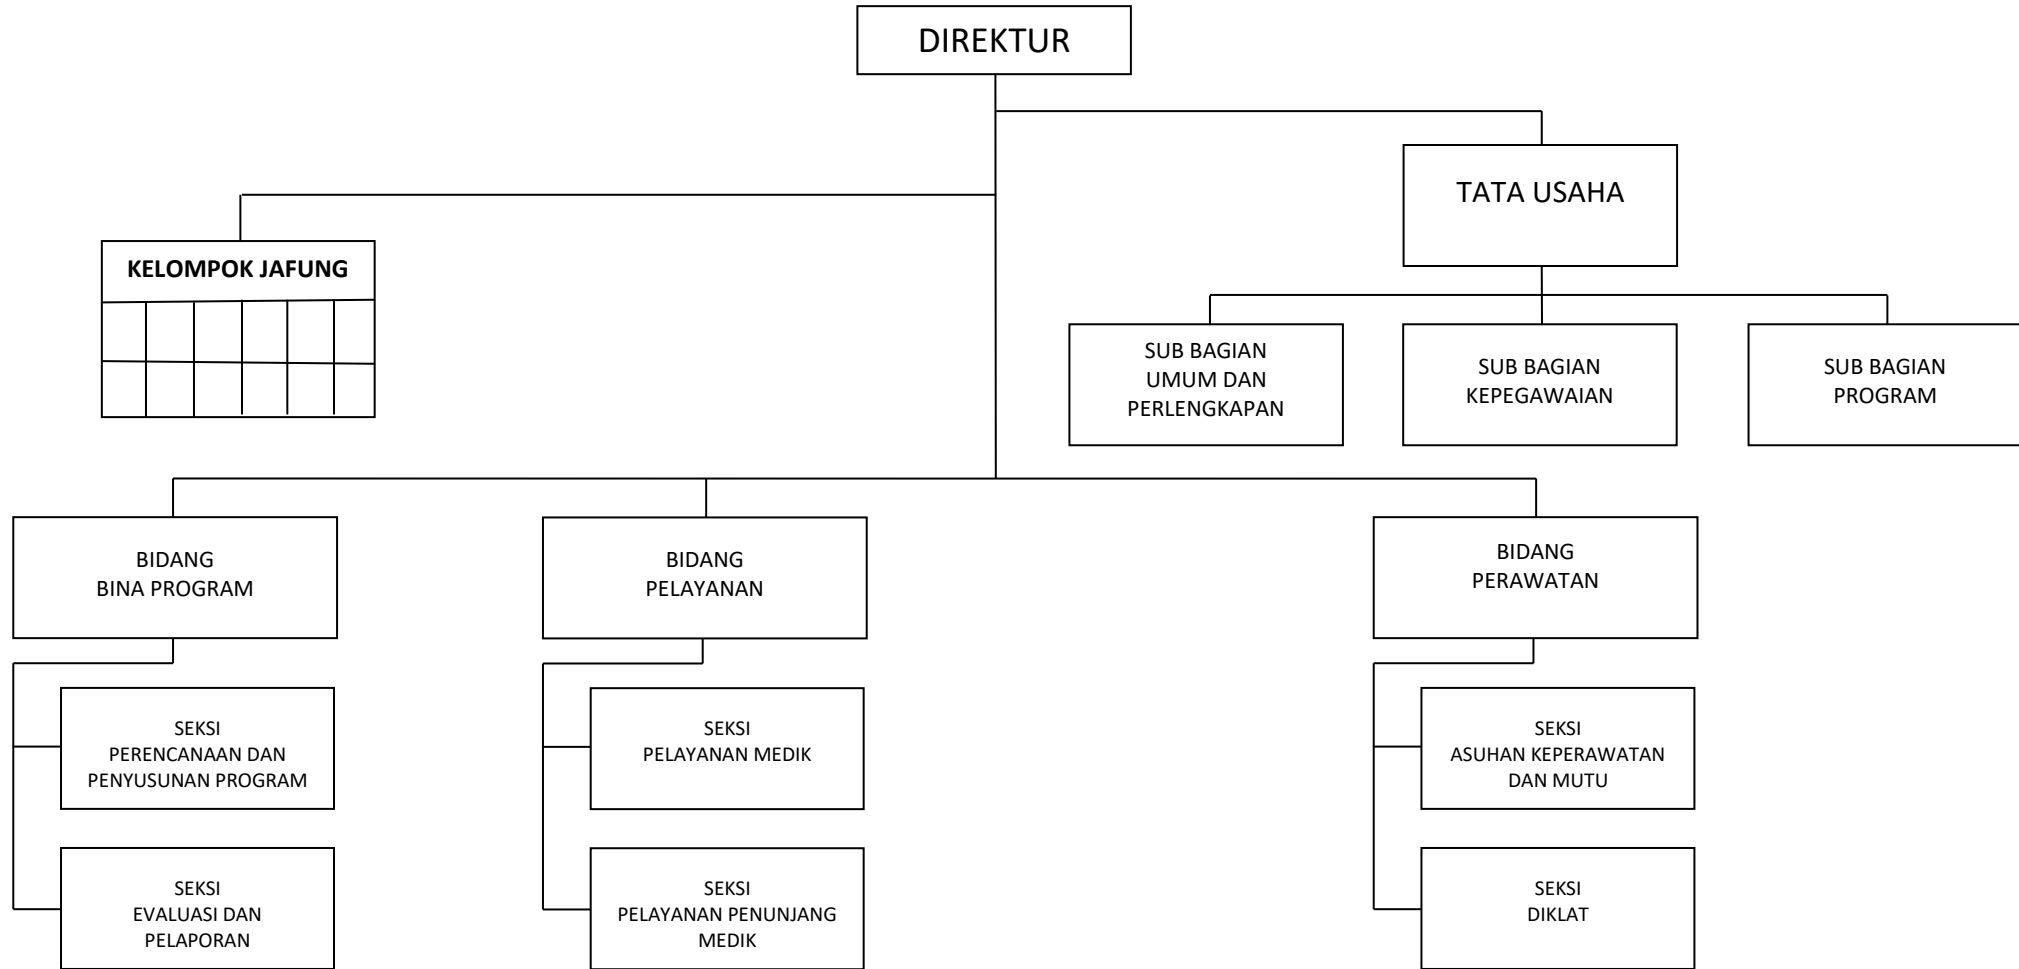 DIREKTUR
TATA USAHA
KELOMPOK JAFUNG
SUB BAGIAN
UMUM DAN
PERLENGKAPAN
SUB BAGIAN
KEPEGAWAIAN
SUB BAGIAN
PROGRAM
BIDANG
BINA PROGRAM
BIDANG
PELAYANAN
BIDANG
PERAWATAN
SEKSI
PERENCANAAN DAN
PENYUSUNAN PROGRAM
SEKSI
PELAYANAN MEDIK
SEKSI
ASUHAN KEPERAWATAN
DAN MUTU
SEKSI
EVALUASI DAN
PELAPORAN
SEKSI
PELAYANAN PENUNJANG
MEDIK
SEKSI
DIKLAT